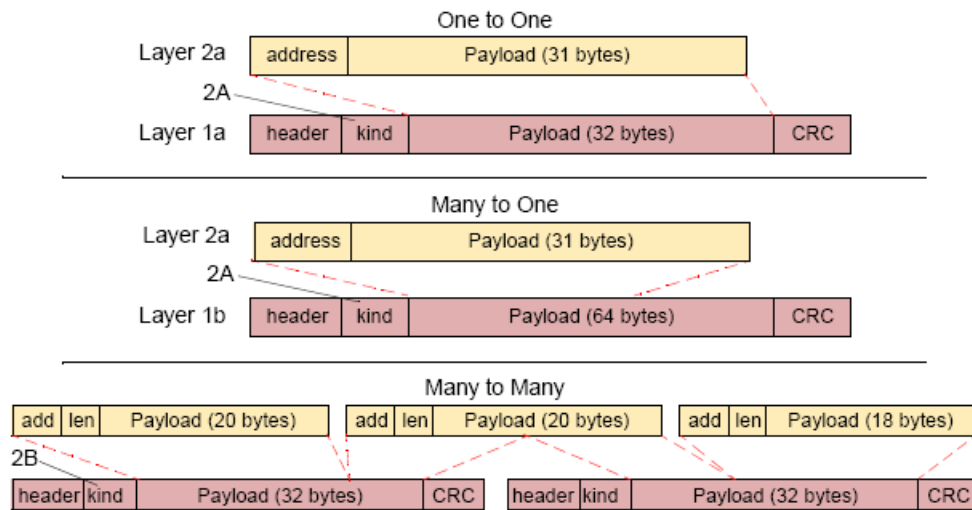 One to One
Layer 2a address Payload (31 bytes)
2A
Layer 1a header kind Payload (32 bytes) CRC
Many to One
Layer 2a address Payload (31 bytes)
2A
Layer 1b header kind Payload (64 bytes) CRC
Many to Many
add len Payload (20 bytes) add len Payload (20 bytes) add len Payload (18 bytes)
2B
header kind Payload (32 bytes) CRC header kind Payload (32 bytes) CRC